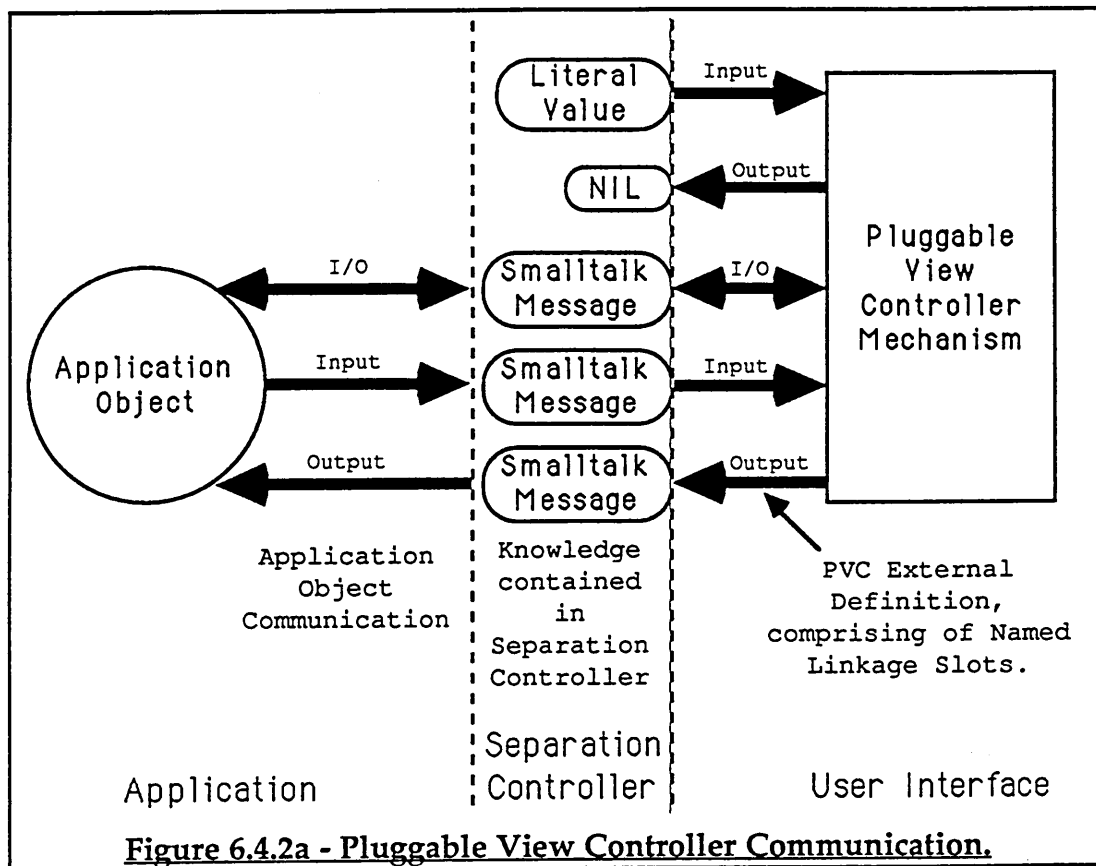 Literal
Value
Input
NIL
Output
Pluggable
View
Controller
Mechanism
I/O
Smalltalk
Message
I/O
Application
Object
Input
Smalltalk
Message
Input
Output
Smalltalk
Message
Output
Application
Object
Communication
Knowledge
contained
in
Separation
Controller
PVC External
Definition,
comprising of Named
Linkage Slots.
Application
Separation
Controller
User Interface
Figure 6.4.2a - Pluggable View Controller Communication.